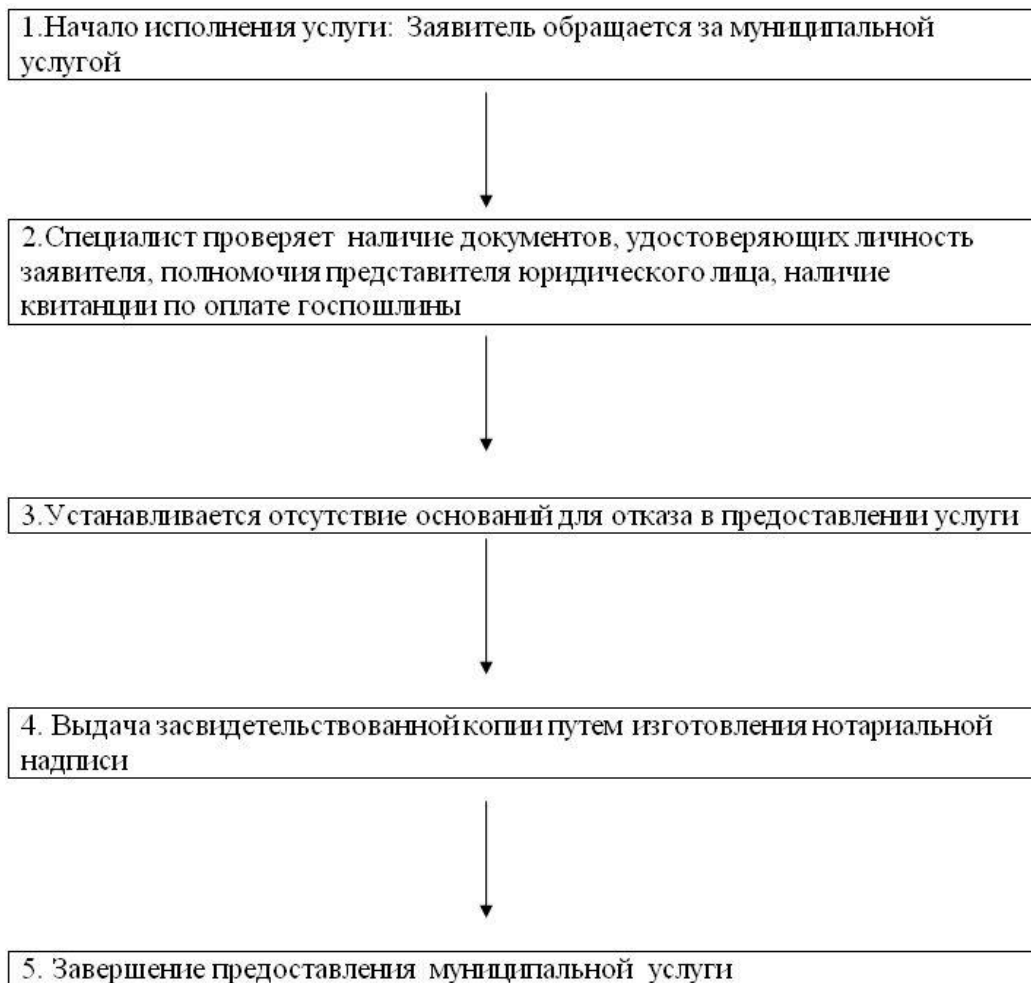 1.Начало исполнения услуги: Заявитель обращается за муниципальной
услугой
2.Специалист проверяет наличие документов, удостоверяющих личность
заявителя, полномочия представителя юридического лица, наличие
квитанции по оплате госпошлины
3.Устанавливается отсутствие оснований для отказа в предоставлении услуги
4. Выдача засвидетельствованной копии путем изготовления нотариальной
надписи
5. Завершение предоставления муниципальной услуги